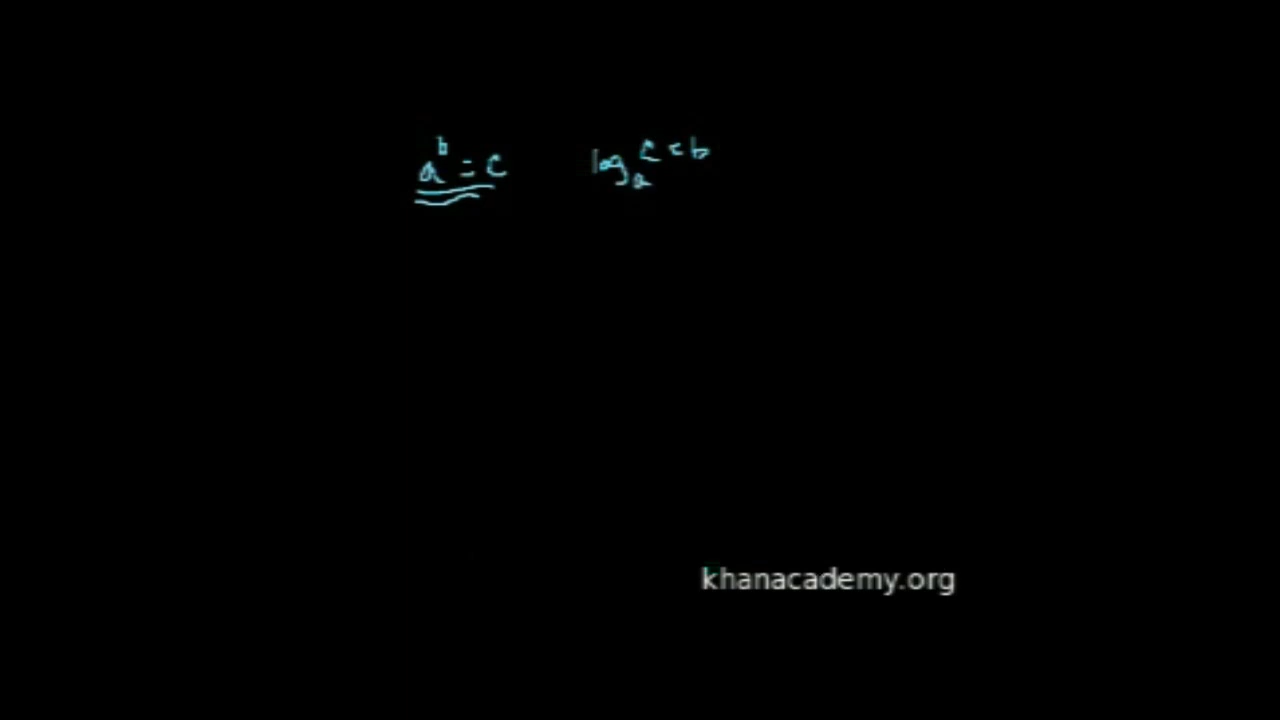 a^b = c log_a c = b
khanacademy.org